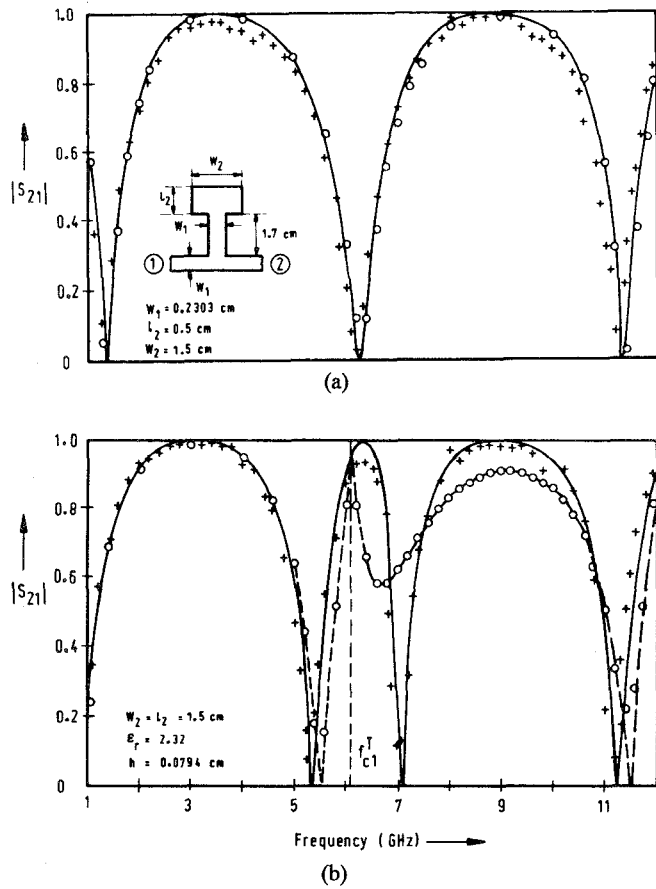 1.0
0.8
0.6
|S21|
0.4
0.2
0
W2
l2
W1
1.7 cm
1
2
W1
W1 = 0.2303 cm
l2 = 0.5 cm
W2 = 1.5 cm
(a)
1.0
0.8
0.6
|S21|
0.4
0.2
0
W2 = l2 = 1.5 cm
εr = 2.32
h = 0.0794 cm
f^T_c1
1 3 5 7 9 11
Frequency (GHz)
(b)